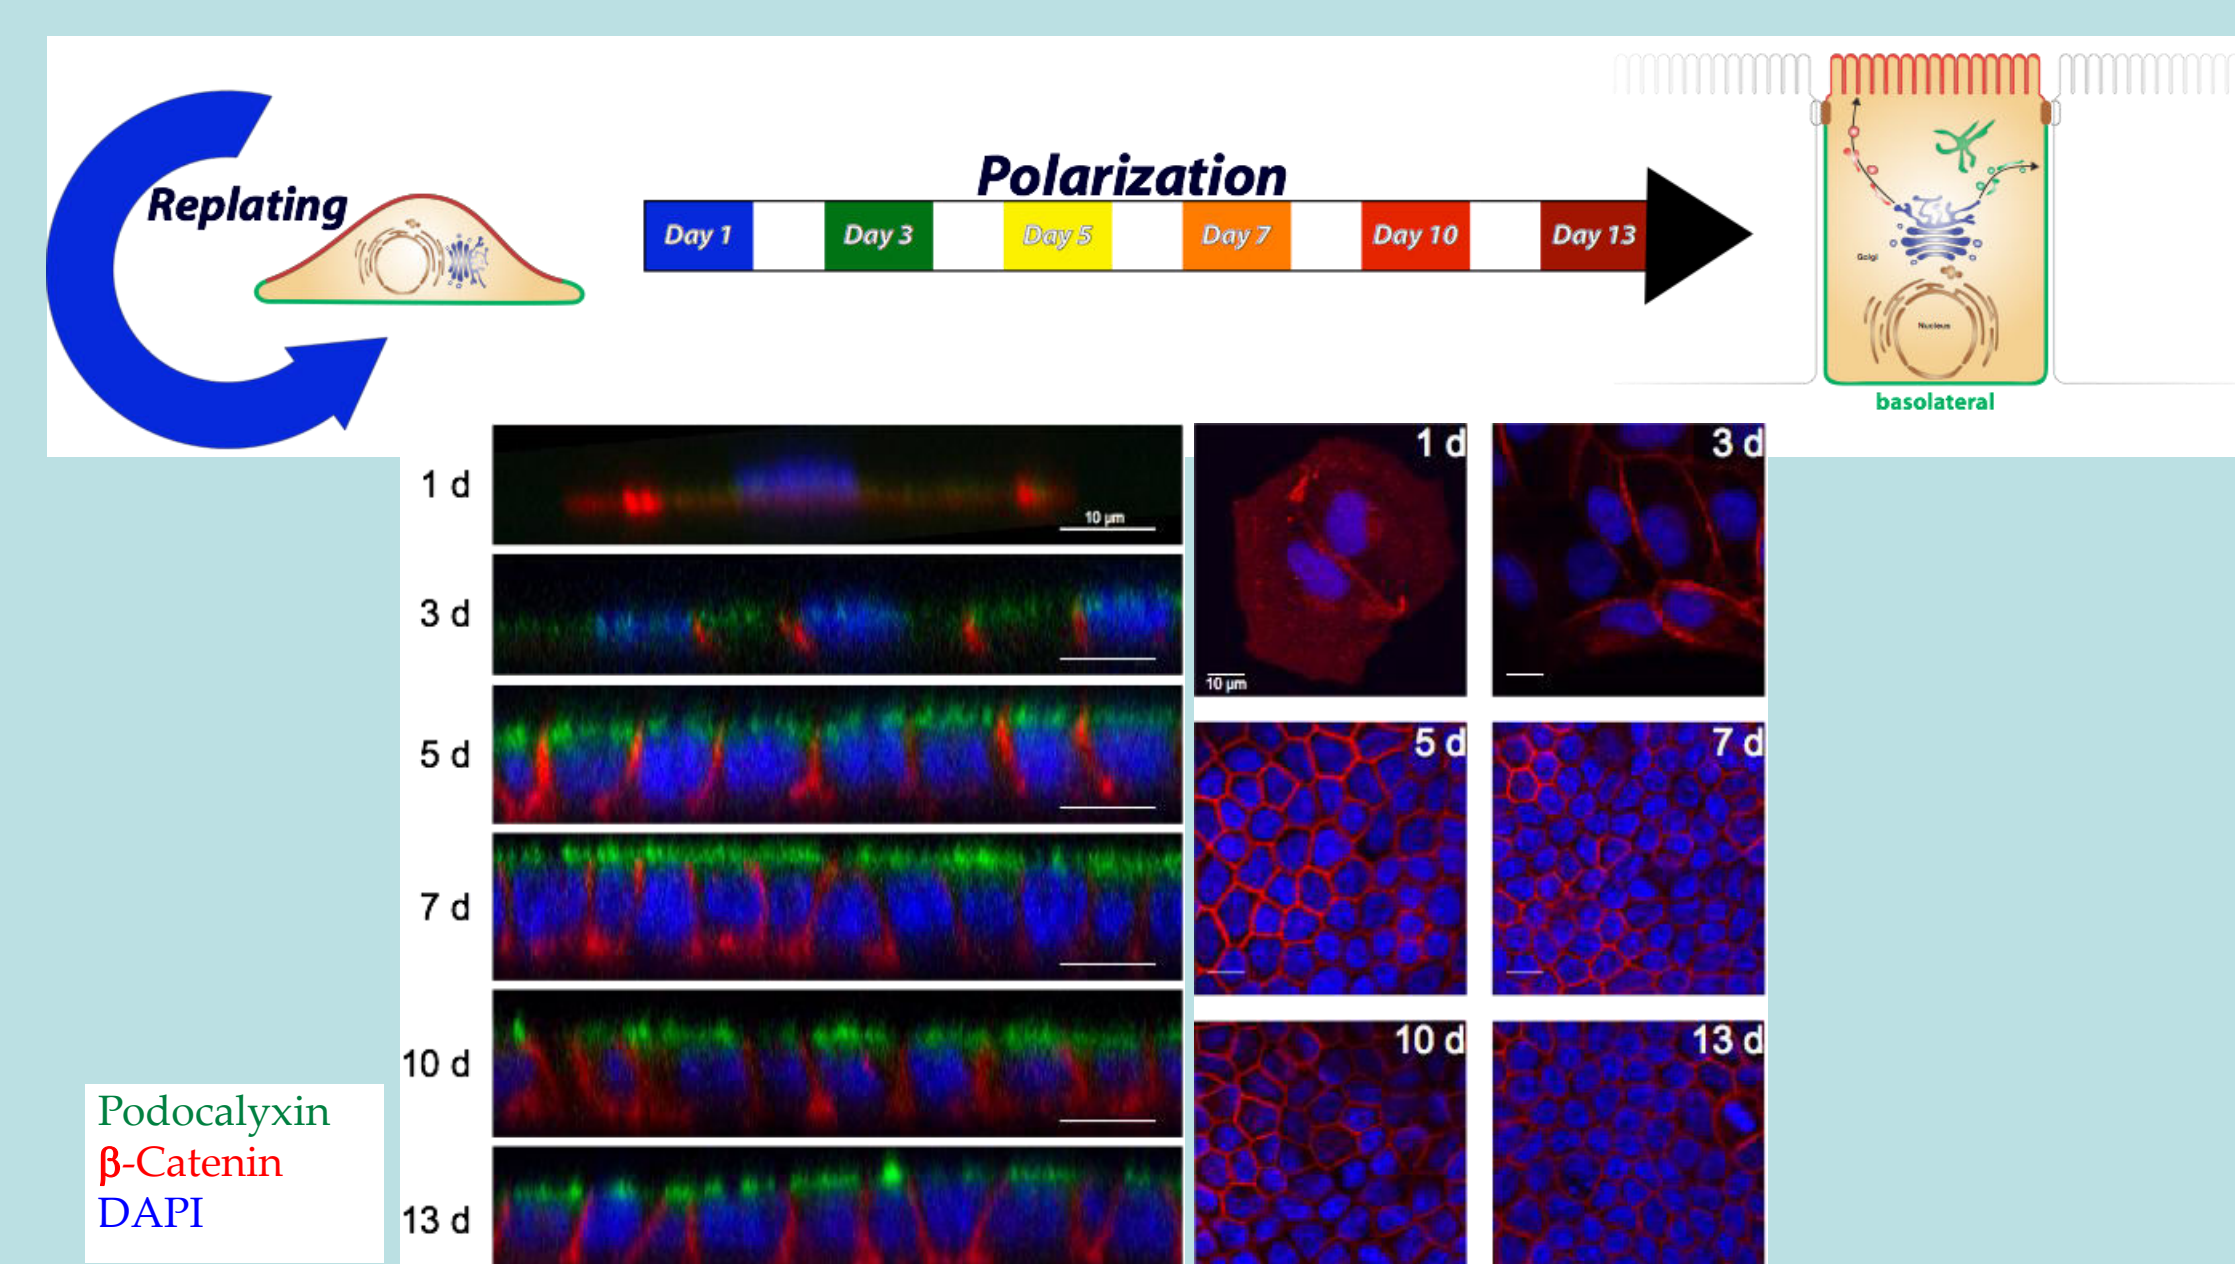 Replating
Polarization
Day 1
Day 3
Day 5
Day 7
Day 10
Day 13
Golgi
Nucleus
basolateral
1 d
10 µm
3 d
5 d
7 d
10 d
13 d
1 d
10 µm
3 d
5 d
7 d
10 d
13 d
Podocalyxin
β-Catenin
DAPI